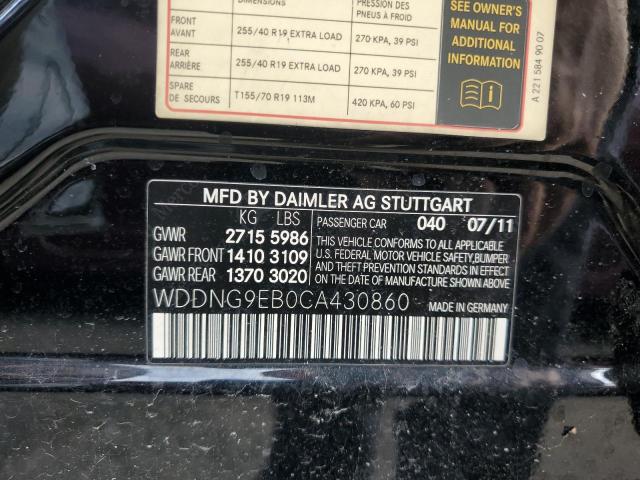 DIMENSIONS
PRESSION DES
PNEUS À FROID
FRONT
AVANT
255/40 R19 EXTRA LOAD
270 KPA, 39 PSI
REAR
ARRIÈRE
255/40 R19 EXTRA LOAD
270 KPA, 39 PSI
SPARE
DE SECOURS
T155/70 R19 113M
420 KPA, 60 PSI
SEE OWNER'S
MANUAL FOR
ADDITIONAL
INFORMATION
A 221 584 90 07
MFD BY DAIMLER AG STUTTGART
KG LBS
PASSENGER CAR 040 07/11
GVWR 2715 5986
GAWR FRONT 1410 3109
GAWR REAR 1370 3020
THIS VEHICLE CONFORMS TO ALL APPLICABLE
U.S. FEDERAL MOTOR VEHICLE SAFETY,BUMPER
AND THEFT PREVENTION STANDARDS IN EFFECT ON THE
DATE OF MANUFACTURE SHOWN ABOVE.
WDDNG9EB0CA430860
MADE IN GERMANY